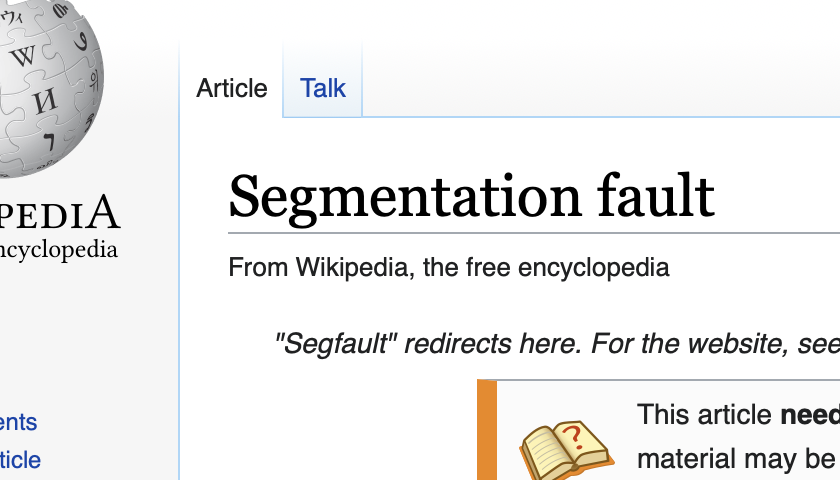 PEDIA
ncyclopedia
Article
Talk
Segmentation fault
From Wikipedia, the free encyclopedia
"Segfault" redirects here. For the website, see
This article need
material may be
ents
ticle